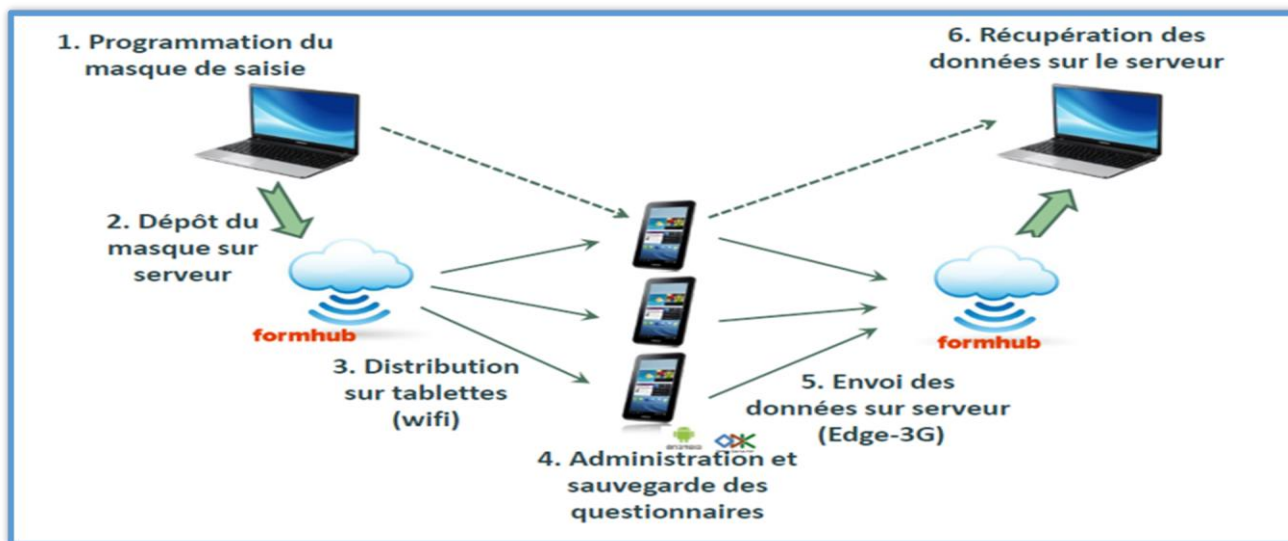 1. Programmation du
masque de saisie
6. Récupération des
données sur le serveur
2. Dépôt du
masque sur
serveur
formhub
3. Distribution
sur tablettes
(wifi)
formhub
5. Envoi des
données sur serveur
(Edge-3G)
4. Administration et
sauvegarde des
questionnaires